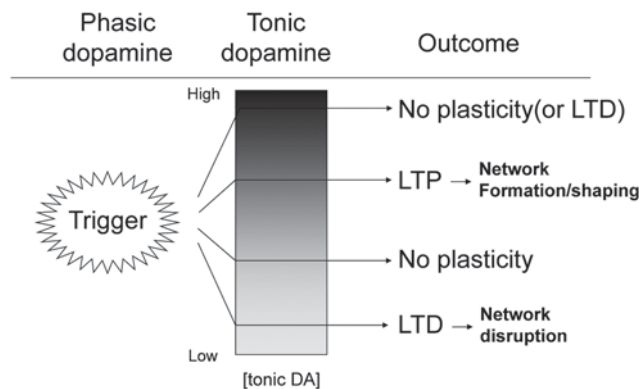 Phasic dopamine
Tonic dopamine
Outcome
High
No plasticity(or LTD)
LTP
Network
Formation/shaping
Trigger
No plasticity
LTD
Network
disruption
Low
[tonic DA]